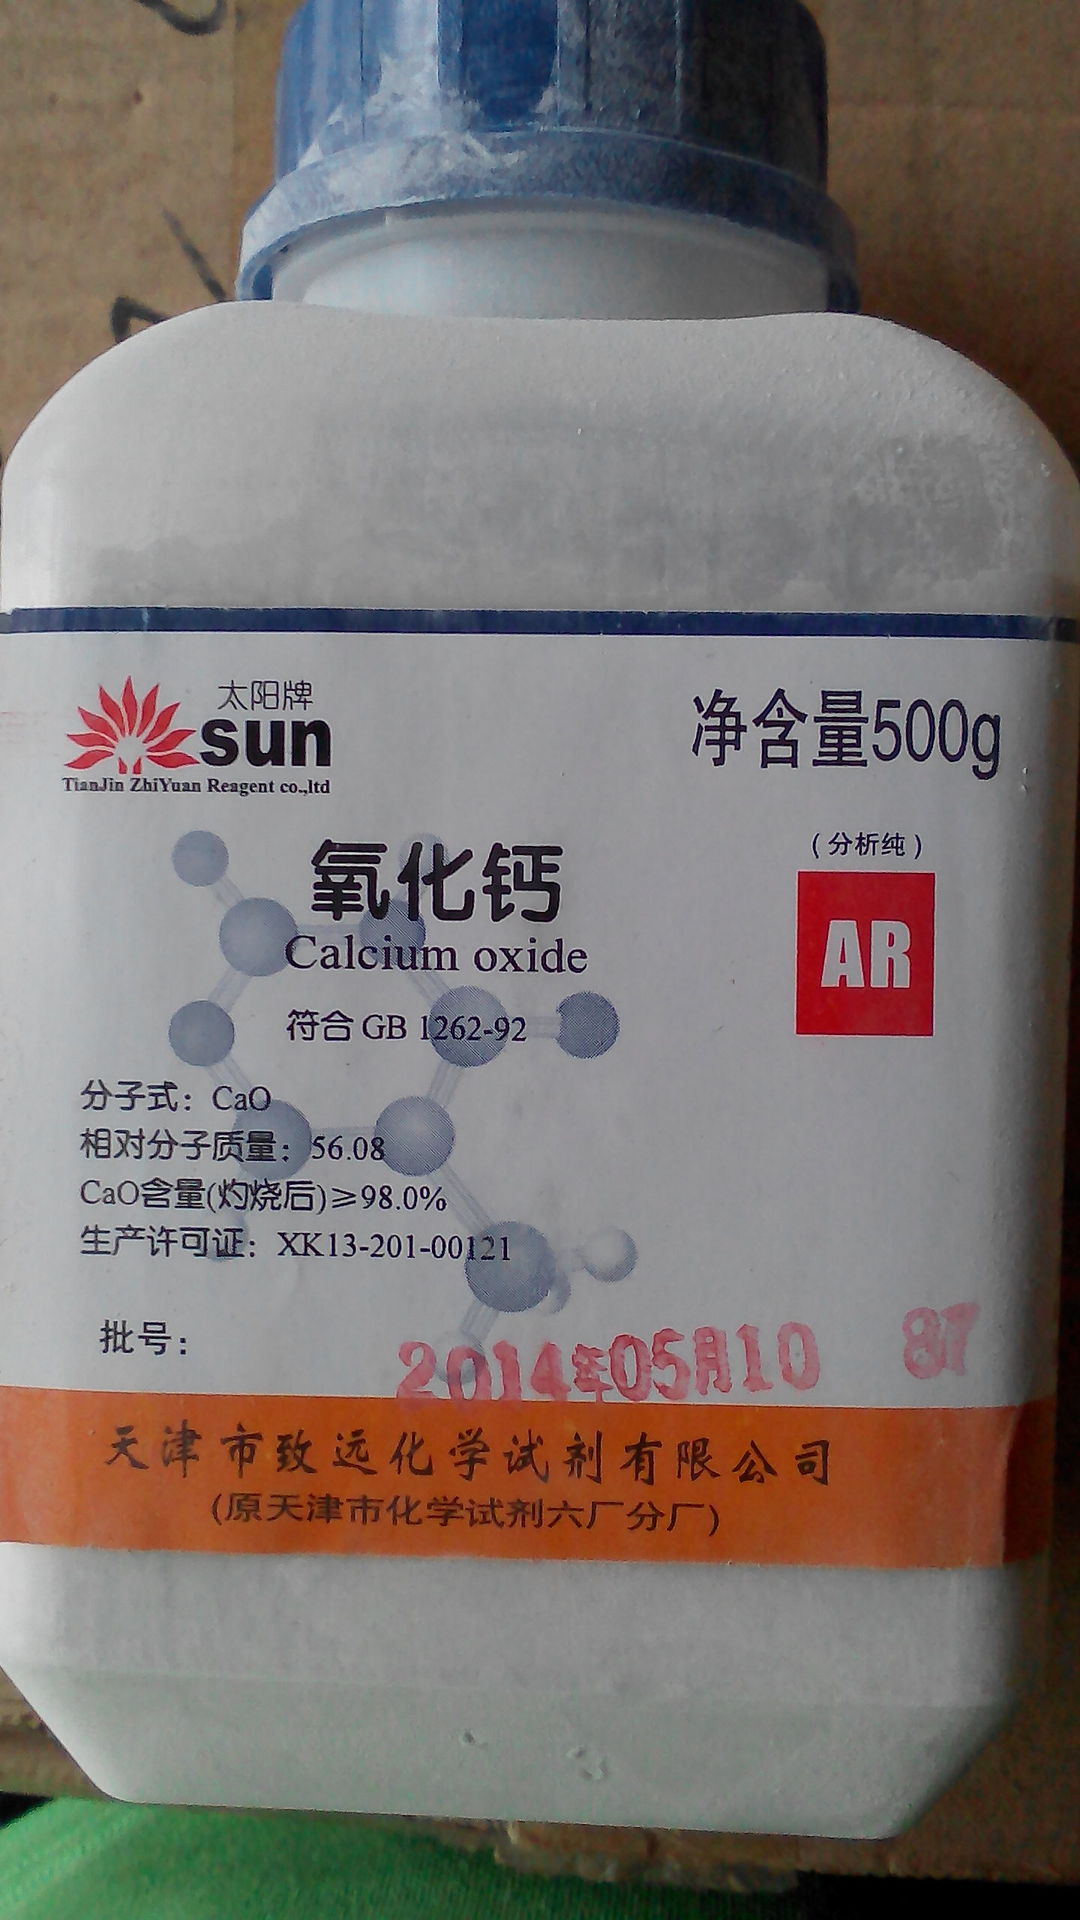 太阳牌
sun
TianJin ZhiYuan Reagent co.,ltd
净含量500g
(分析纯)
AR
氧化钙
Calcium oxide
符合 GB 1262-92
分子式：CaO
相对分子质量：56.08
CaO含量(灼烧后)≥98.0%
生产许可证：XK13-201-00121
批号：
2014年05月10 87
天津市致远化学试剂有限公司
(原天津市化学试剂六厂分厂)